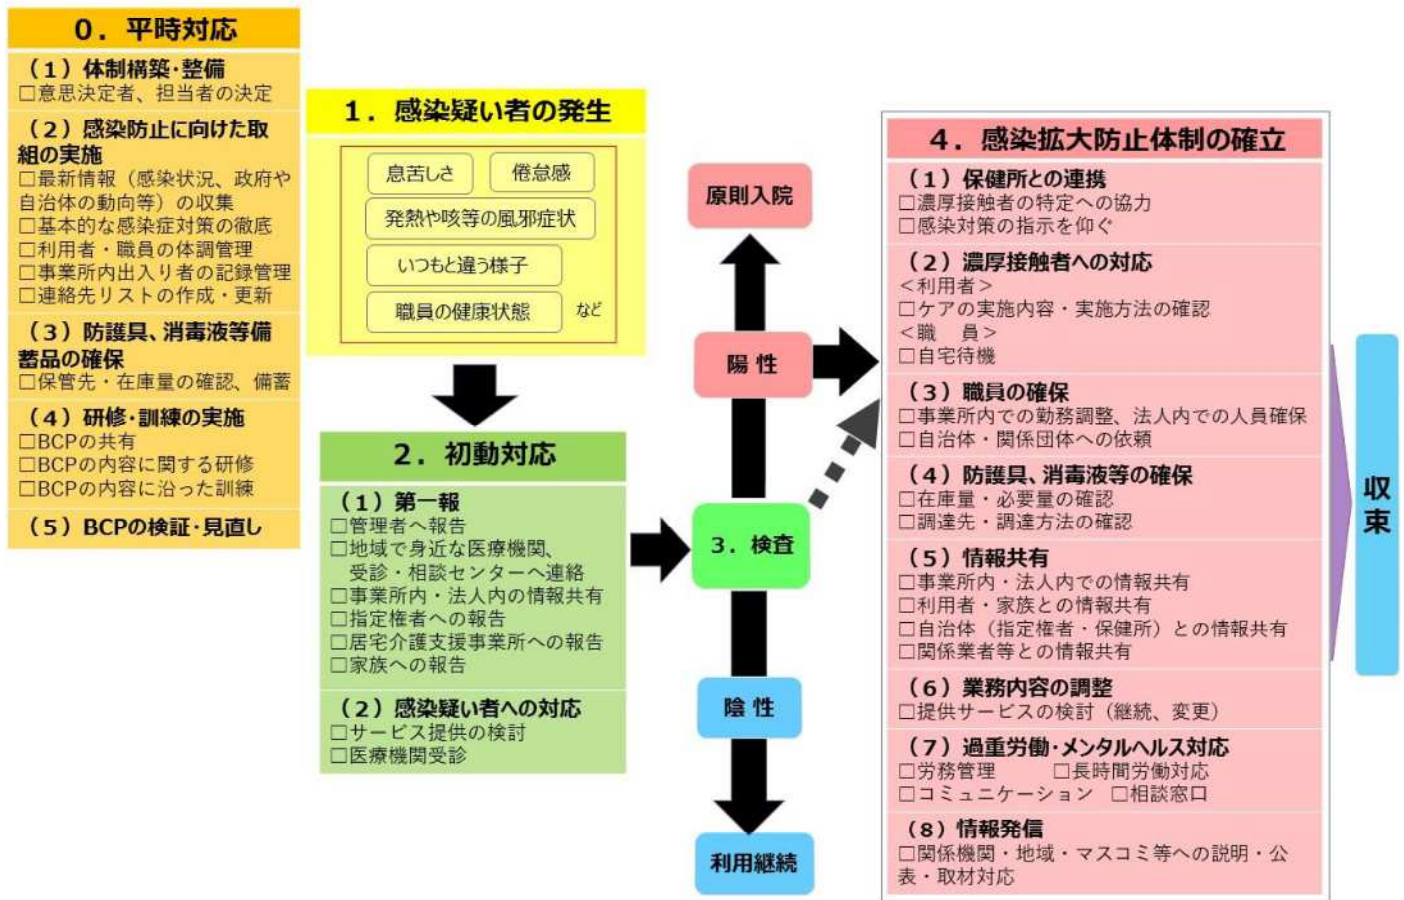 0．平時対応
（1）体制構築・整備
□意思決定者、担当者の決定
（2）感染防止に向けた取
組の実施
□最新情報（感染状況、政府や
自治体の動向等）の収集
□基本的な感染症対策の徹底
□利用者・職員の体調管理
□事業所内出入り者の記録管理
□連絡先リストの作成・更新
（3）防護具、消毒液等備
蓄品の確保
□保管先・在庫量の確認、備蓄
（4）研修・訓練の実施
□BCPの共有
□BCPの内容に関する研修
□BCPの内容に沿った訓練
（5）BCPの検証・見直し
1．感染疑い者の発生
息苦しさ
倦怠感
発熱や咳等の風邪症状
いつもと違う様子
職員の健康状態
など
2．初動対応
（1）第一報
□管理者へ報告
□地域で身近な医療機関、
受診・相談センターへ連絡
□事業所内・法人内の情報共有
□指定権者への報告
□居宅介護支援事業所への報告
□家族への報告
（2）感染疑い者への対応
□サービス提供の検討
□医療機関受診
原則入院
陽 性
3．検査
陰 性
利用継続
4．感染拡大防止体制の確立
（1）保健所との連携
□濃厚接触者の特定への協力
□感染対策の指示を仰ぐ
（2）濃厚接触者への対応
＜利用者＞
□ケアの実施内容・実施方法の確認
＜職　員＞
□自宅待機
（3）職員の確保
□事業所内での勤務調整、法人内での人員確保
□自治体・関係団体への依頼
（4）防護具、消毒液等の確保
□在庫量・必要量の確認
□調達先・調達方法の確認
（5）情報共有
□事業所内・法人内での情報共有
□利用者・家族との情報共有
□自治体（指定権者・保健所）との情報共有
□関係業者等との情報共有
（6）業務内容の調整
□提供サービスの検討（継続、変更）
（7）過重労働・メンタルヘルス対応
□労務管理　□長時間労働対応
□コミュニケーション　□相談窓口
（8）情報発信
□関係機関・地域・マスコミ等への説明・公
表・取材対応
収束